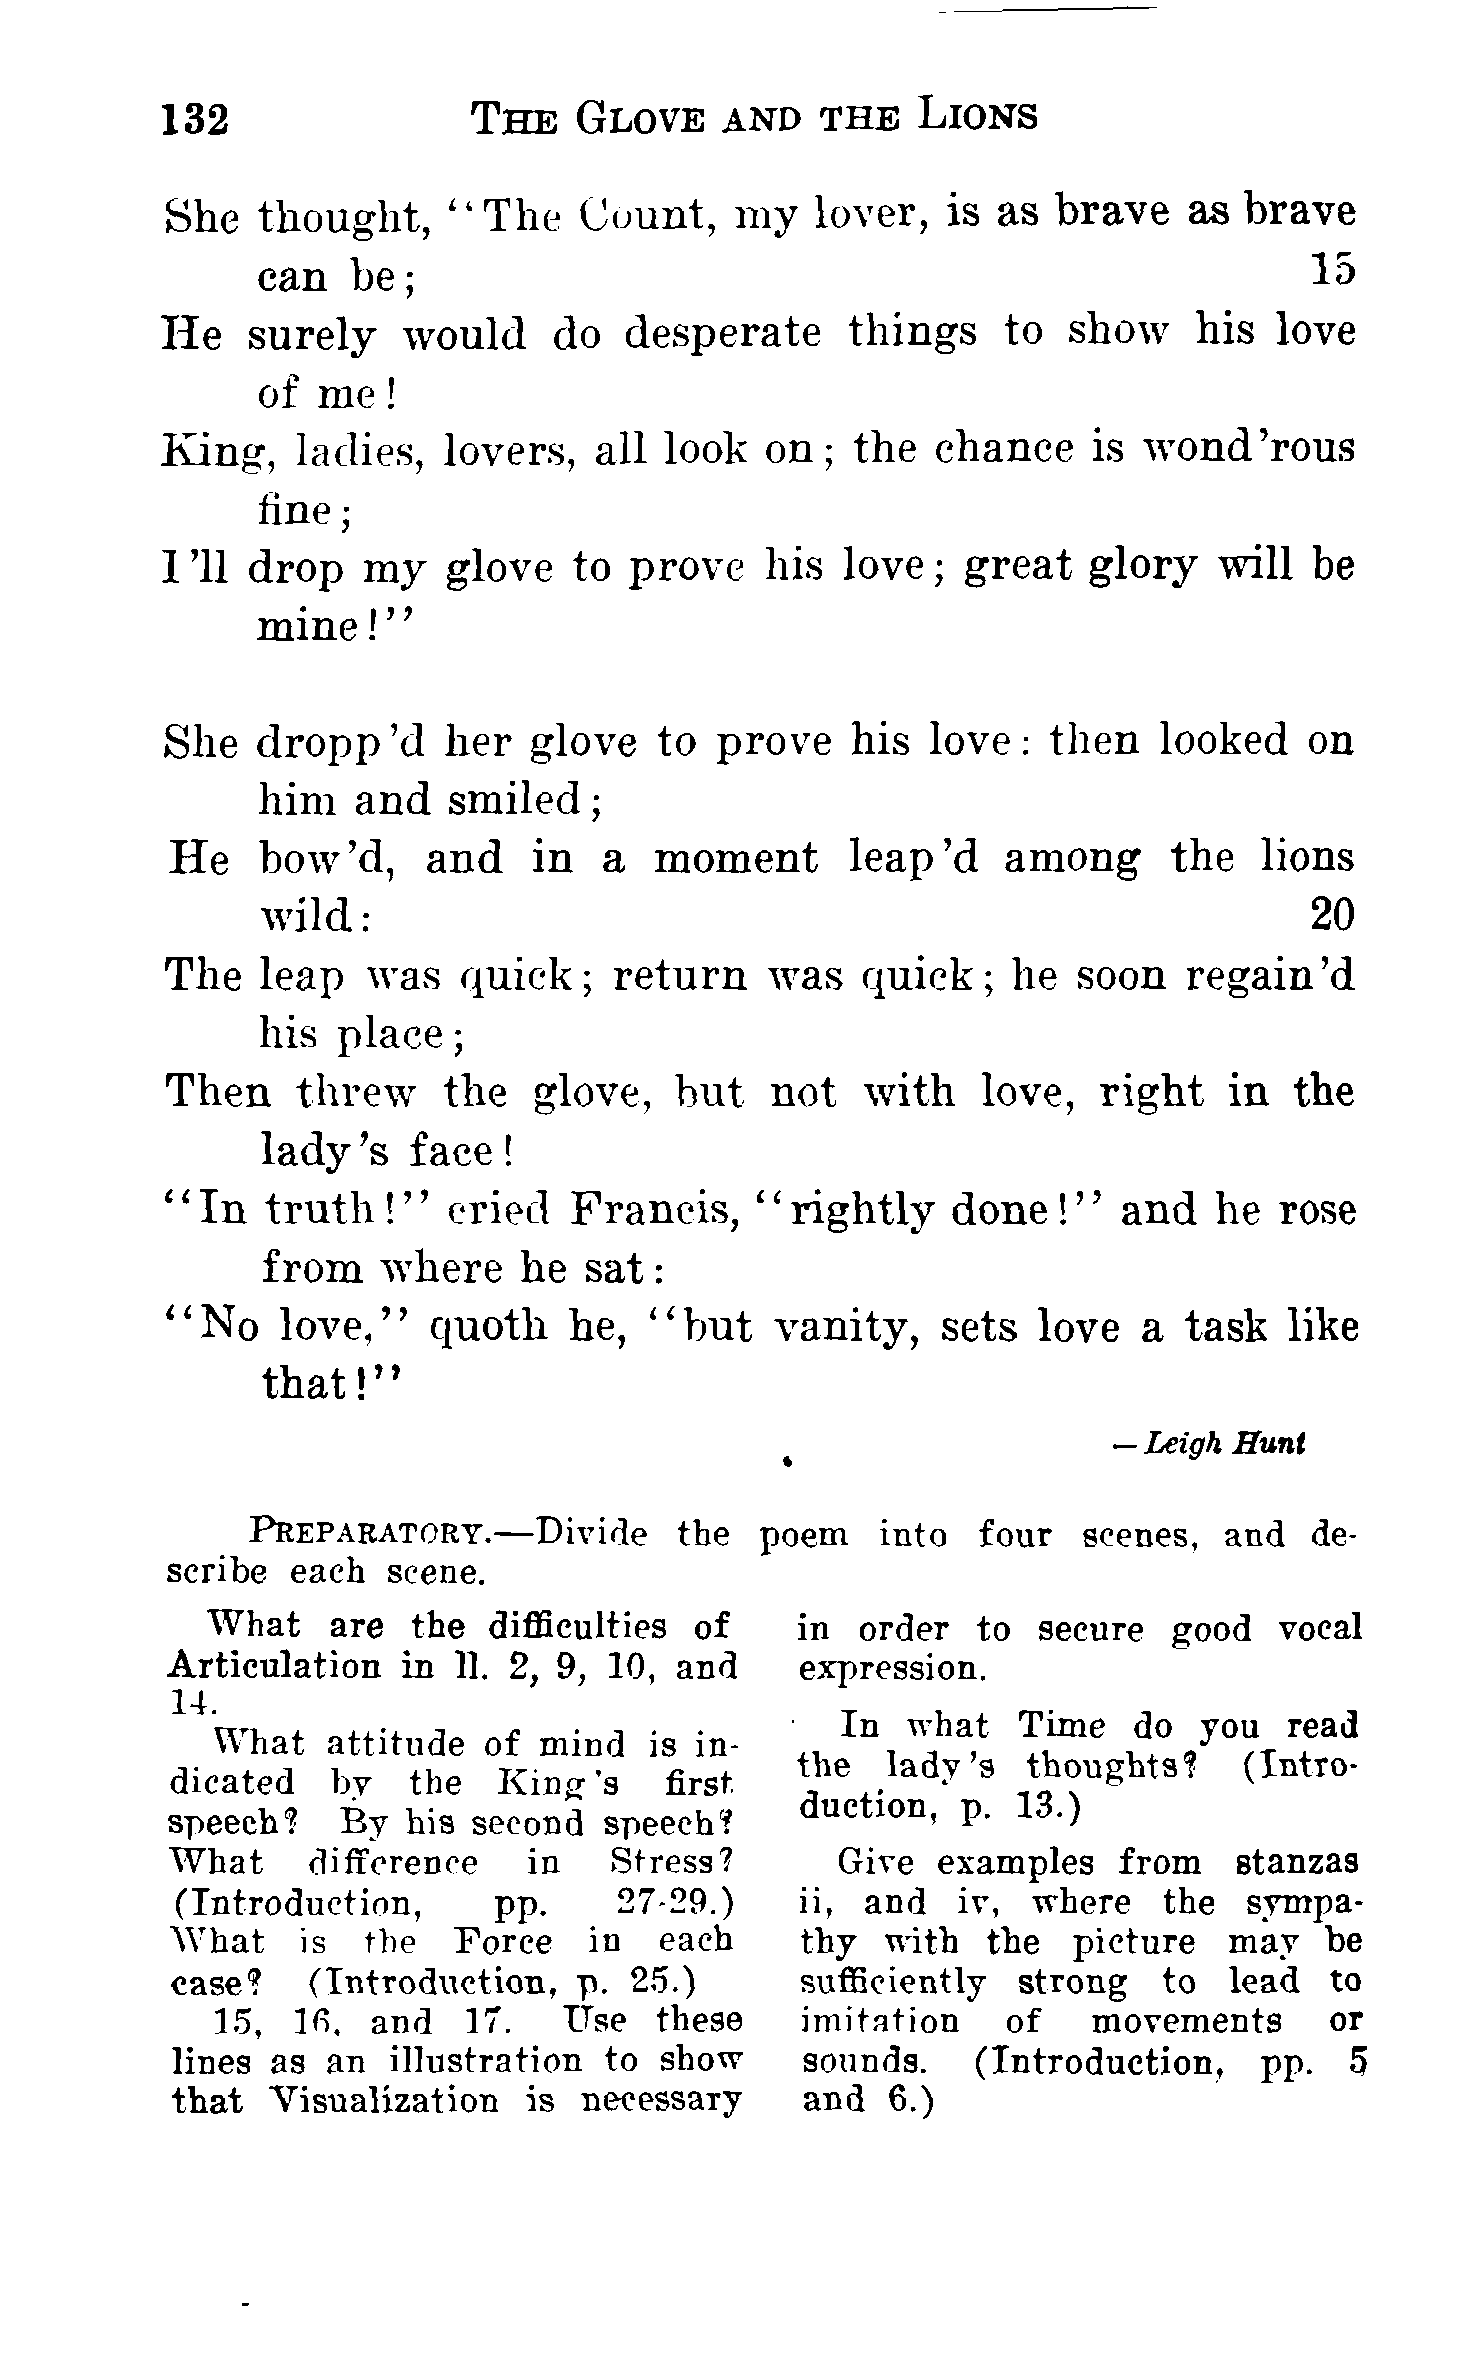 132 THE GLOVE AND THE LIONS
She thought, "The Count, my lover, is as brave as brave
can be; 15
He surely would do desperate things to show his love
of me!
King, ladies, lovers, all look on; the chance is wond'rous
fine;
I'll drop my glove to prove his love; great glory will be
mine!"
She dropp'd her glove to prove his love: then looked on
him and smiled;
He bow'd, and in a moment leap'd among the lions
wild: 20
The leap was quick; return was quick; he soon regain'd
his place;
Then threw the glove, but not with love, right in the
lady's face!
"In truth!" cried Francis, "rightly done!" and he rose
from where he sat:
"No love," quoth he, "but vanity, sets love a task like
that!"
—Leigh Hunt
PREPARATORY.—Divide the poem into four scenes, and de-
scribe each scene.
What are the difficulties of
Articulation in ll. 2, 9, 10, and
14.
What attitude of mind is in-
dicated by the King's first
speech? By his second speech?
What difference in Stress?
(Introduction, pp. 27-29.)
What is the Force in each
case? (Introduction, p. 25.)
15, 16, and 17. Use these
lines as an illustration to show
that Visualization is necessary
in order to secure good vocal
expression.
In what Time do you read
the lady's thoughts? (Intro-
duction, p. 13.)
Give examples from stanzas
ii, and iv, where the sympa-
thy with the picture may be
sufficiently strong to lead to
imitation of movements or
sounds. (Introduction, pp. 5
and 6.)